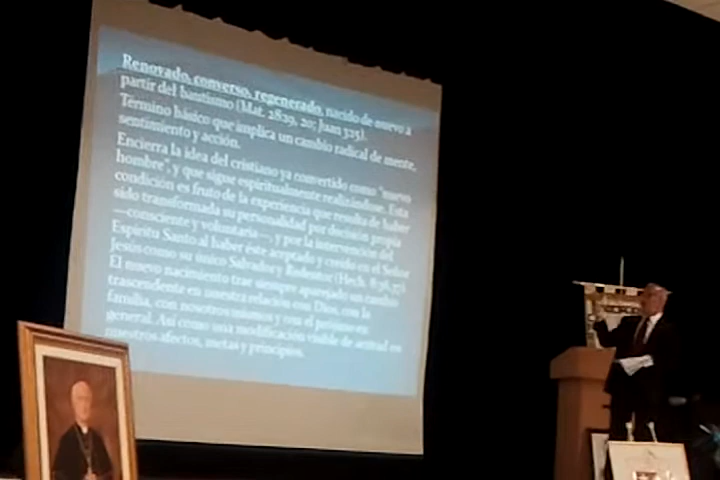 Renovado, converso, regenerado, nacido de nuevo a
partir del bautismo (Mat. 28:19, 20; Juan 3:15).
Término básico que implica un cambio radical de mente,
sentimiento y acción.
Encierra la idea del cristiano ya convertido como "nuevo
hombre", y que sigue espiritualmente realizándose. Esta
condición es fruto de la experiencia que resulta de haber
sido transformada su personalidad por decisión propia
—consciente y voluntaria—, y por la intervención del
Espíritu Santo al haber éste aceptado y creído en el Señor
Jesús como su único Salvador y Redentor (Hech. 8:36,37).
El nuevo nacimiento trae siempre aparejado un cambio
trascendente en nuestra relación con Dios, con la
familia, con nosotros mismos y con el prójimo en
general. Así como una modificación visible de actitud en
nuestros afectos, metas y principios.